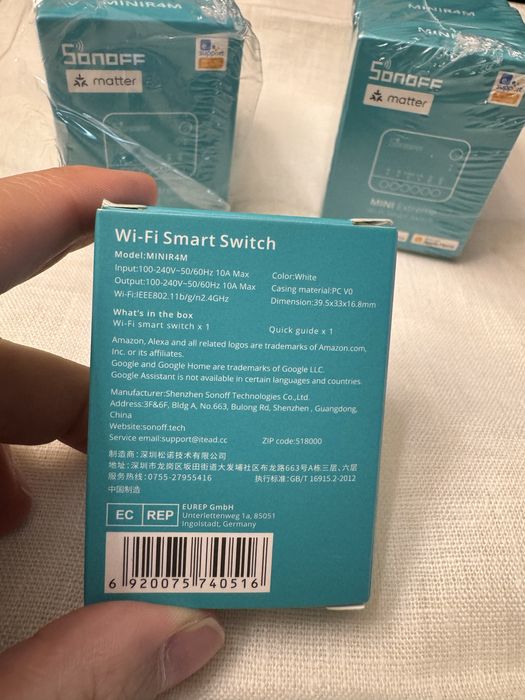 MINIR4M
SONOFF
matter
support
MINIR4M
SONOFF
matter
support
MINI Extreme
Wi-Fi Smart Switch
Model:MINIR4M
Input:100-240V~50/60Hz 10A Max
Output:100-240V~50/60Hz 10A Max
Wi-Fi:IEEE802.11b/g/n2.4GHz
Color:White
Casing material:PC V0
Dimension:39.5x33x16.8mm
What's in the box
Wi-Fi smart switch x 1
Quick guide x 1
Amazon, Alexa and all related logos are trademarks of Amazon.com,
Inc. or its affiliates.
Google and Google Home are trademarks of Google LLC.
Google Assistant is not available in certain languages and countries.
Manufacturer:Shenzhen Sonoff Technologies Co.,Ltd.
Address:3F&6F, Bldg A, No.663, Bulong Rd, Shenzhen , Guangdong,
China
Website:sonoff.tech
Service email:support@itead.cc
ZIP code:518000
制造商：深圳松诺技术有限公司
地址：深圳市龙岗区坂田街道大发埔社区布龙路663号A栋三层、六层
服务热线：0755-27955416
执行标准：GB/T 16915.2-2012
中国制造
EC REP
EUREP GmbH
Unterlettenweg 1a, 85051
Ingolstadt, Germany
6 920075 740516